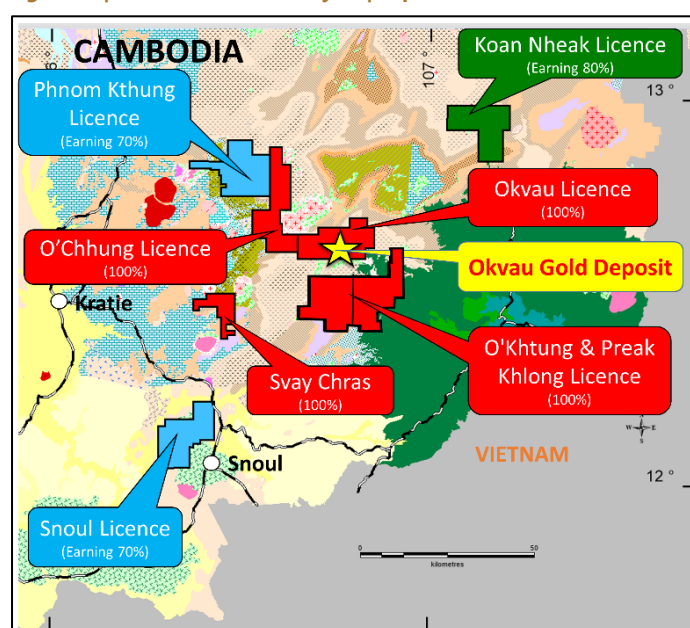 CAMBODIA
107 °
Koan Nheak Licence
(Earning 80%)
13 °
Phnom Kthung
Licence
(Earning 70%)
Okvau Licence
(100%)
O’Chhung Licence
(100%)
Okvau Gold Deposit
Kratie
O'Khtung & Preak
Khlong Licence
(100%)
Svay Chras
(100%)
N
W E
S
VIETNAM
Snoul
12 °
Snoul Licence
(Earning 70%)
0 50
kilometres